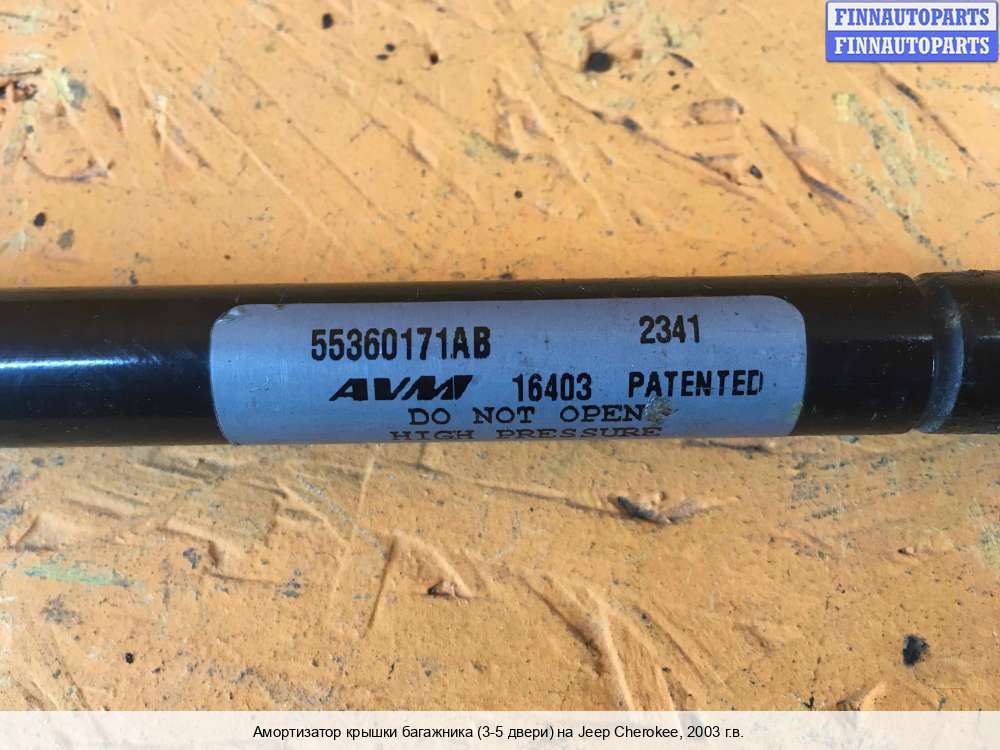 FINNAUTOPARTS
FINNAUTOPARTS
55360171AB 2341
AVM 16403 PATENTED
DO NOT OPEN
HIGH PRESSURE
Амортизатор крышки багажника (3-5 двери) на Jeep Cherokee, 2003 г.в.